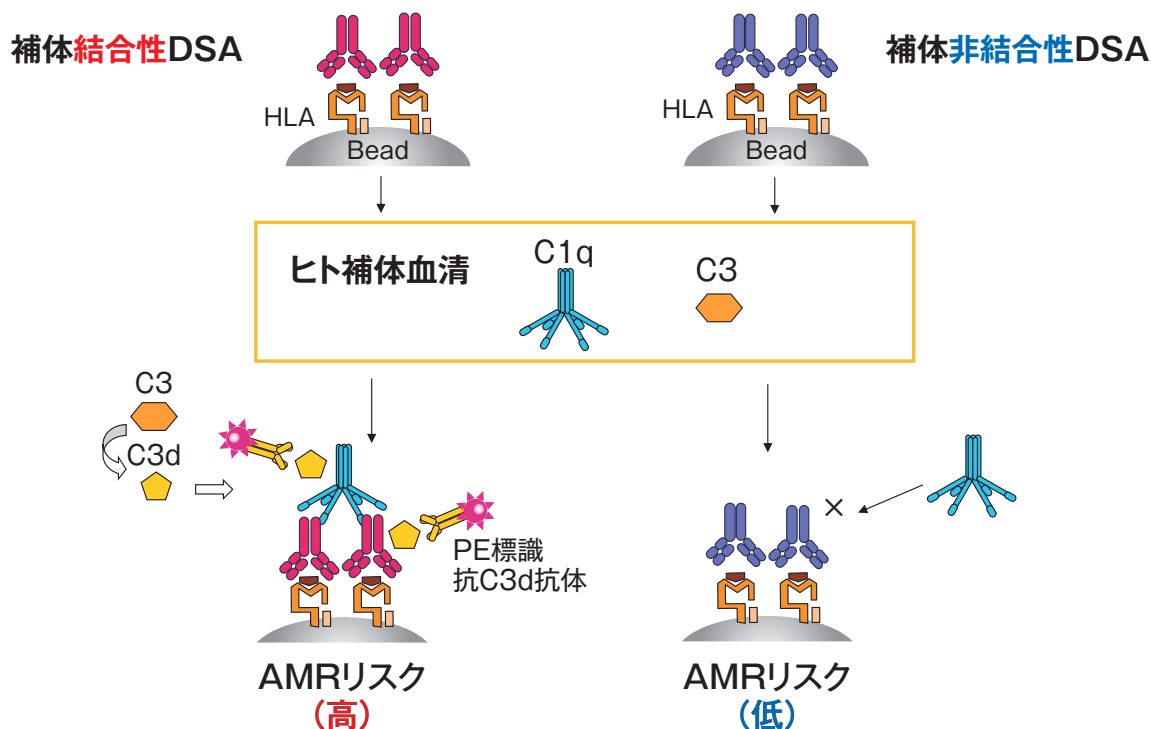 補体結合性DSA
補体非結合性DSA
HLA
Bead
HLA
Bead
ヒト補体血清
C1q
C3
C3
C3d
PE標識
抗C3d抗体
×
AMRリスク
(高)
AMRリスク
(低)